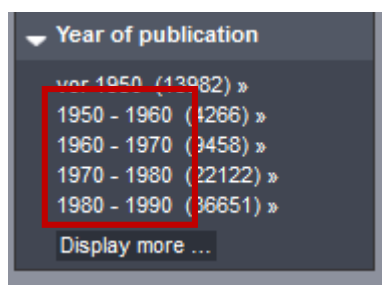 Year of publication
vor 1950 (13982) »
1950 - 1960 (4266) »
1960 - 1970 (9458) »
1970 - 1980 (22122) »
1980 - 1990 (36651) »
Display more ...